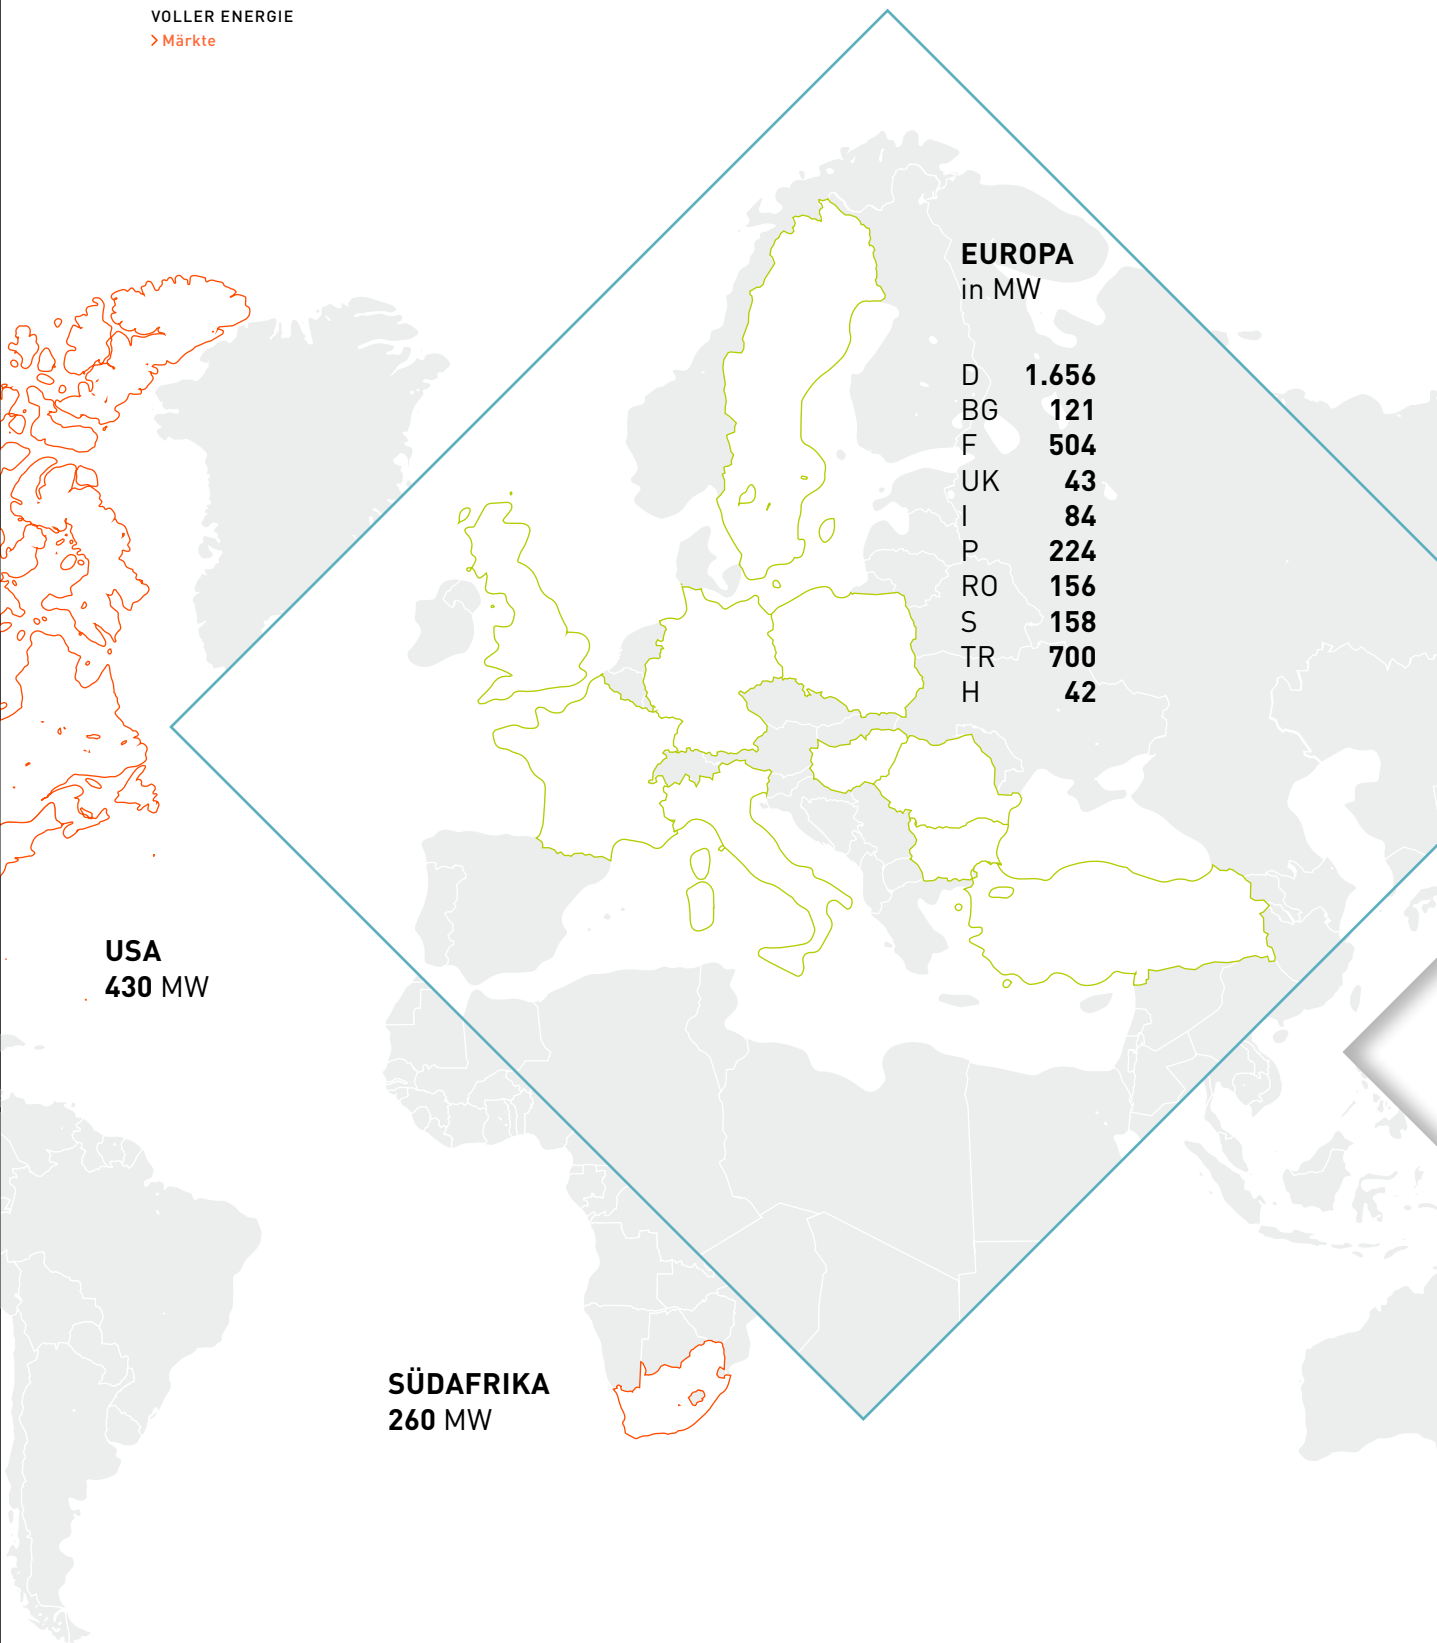 VOLLER ENERGIE
> Märkte
EUROPA
in MW
D 1.656
BG 121
F 504
UK 43
I 84
P 224
RO 156
S 158
TR 700
H 42
USA
430 MW
SÜDAFRIKA
260 MW